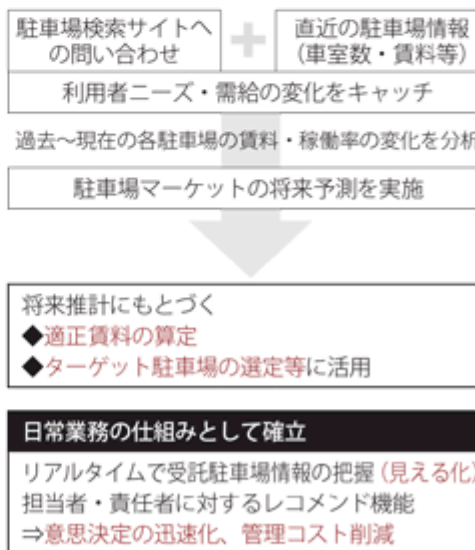 駐車場検索サイトへ
の問い合わせ
+
直近の駐車場情報
(車室数・賃料等)
利用者ニーズ・需給の変化をキャッチ
過去～現在の各駐車場の賃料・稼働率の変化を分析
駐車場マーケットの将来予測を実施
将来推計にもとづく
◆適正賃料の算定
◆ターゲット駐車場の選定等に活用
日常業務の仕組みとして確立
リアルタイムで受託駐車場情報の把握(見える化)
担当者・責任者に対するレコメンド機能
⇒意思決定の迅速化、管理コスト削減